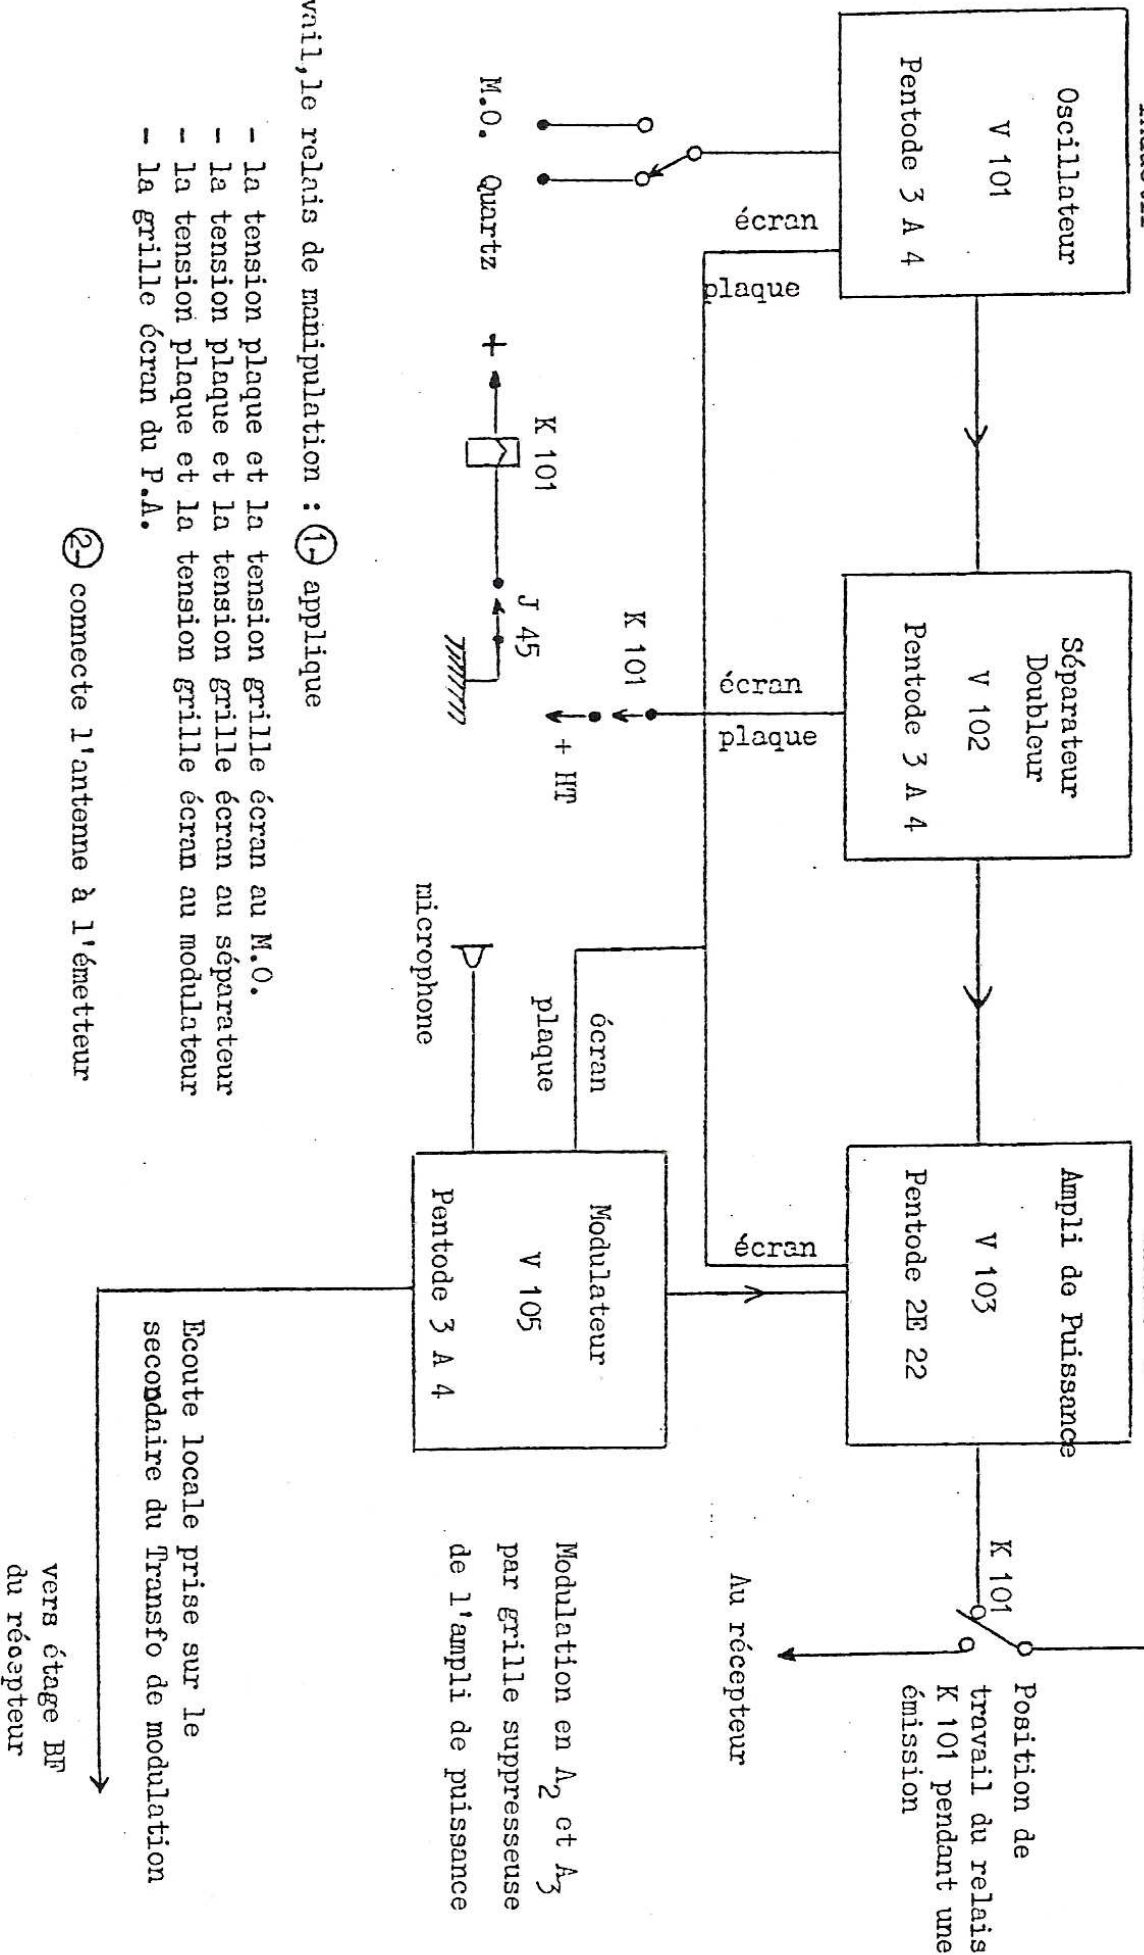 Oscillateur
V 101
Pentode 3 A 4
Séparateur
Doubleur
V 102
Pentode 3 A 4
Ampli de Puissance
V 103
Pentode 2E 22
K 101
Position de
travail du relais
K 101 pendant une
émission
écran
plaque
écran
plaque
écran
M.O. Quartz
K 101
+ HT
Au récepteur
+
K 101
J 45
écran
plaque
microphone
Modulateur
V 105
Pentode 3 A 4
Modulation en A2 et A3
par grille suppresseuse
de l'ampli de puissance
vail, le relais de manipulation : 1- applique
- la tension plaque et la tension grille écran au M.O.
- la tension plaque et la tension grille écran au séparateur
- la tension plaque et la tension grille écran au modulateur
- la grille écran du P.A.
2- connecte l'antenne à l'émetteur
Ecoute locale prise sur le
secondaire du Transfo de modulation
vers étage BF
du récepteur